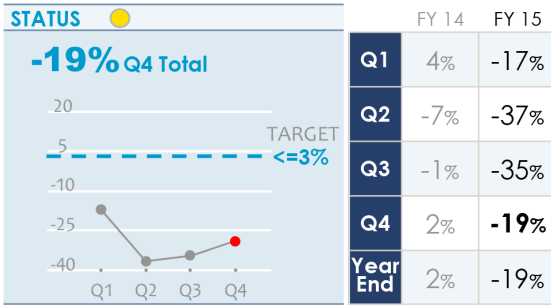 STATUS
-19% Q4 Total
20
5
TARGET
<=3%
-10
-25
-40
Q1 Q2 Q3 Q4
FY 14 FY 15
Q1 4% -17%
Q2 -7% -37%
Q3 -1% -35%
Q4 2% -19%
Year End 2% -19%